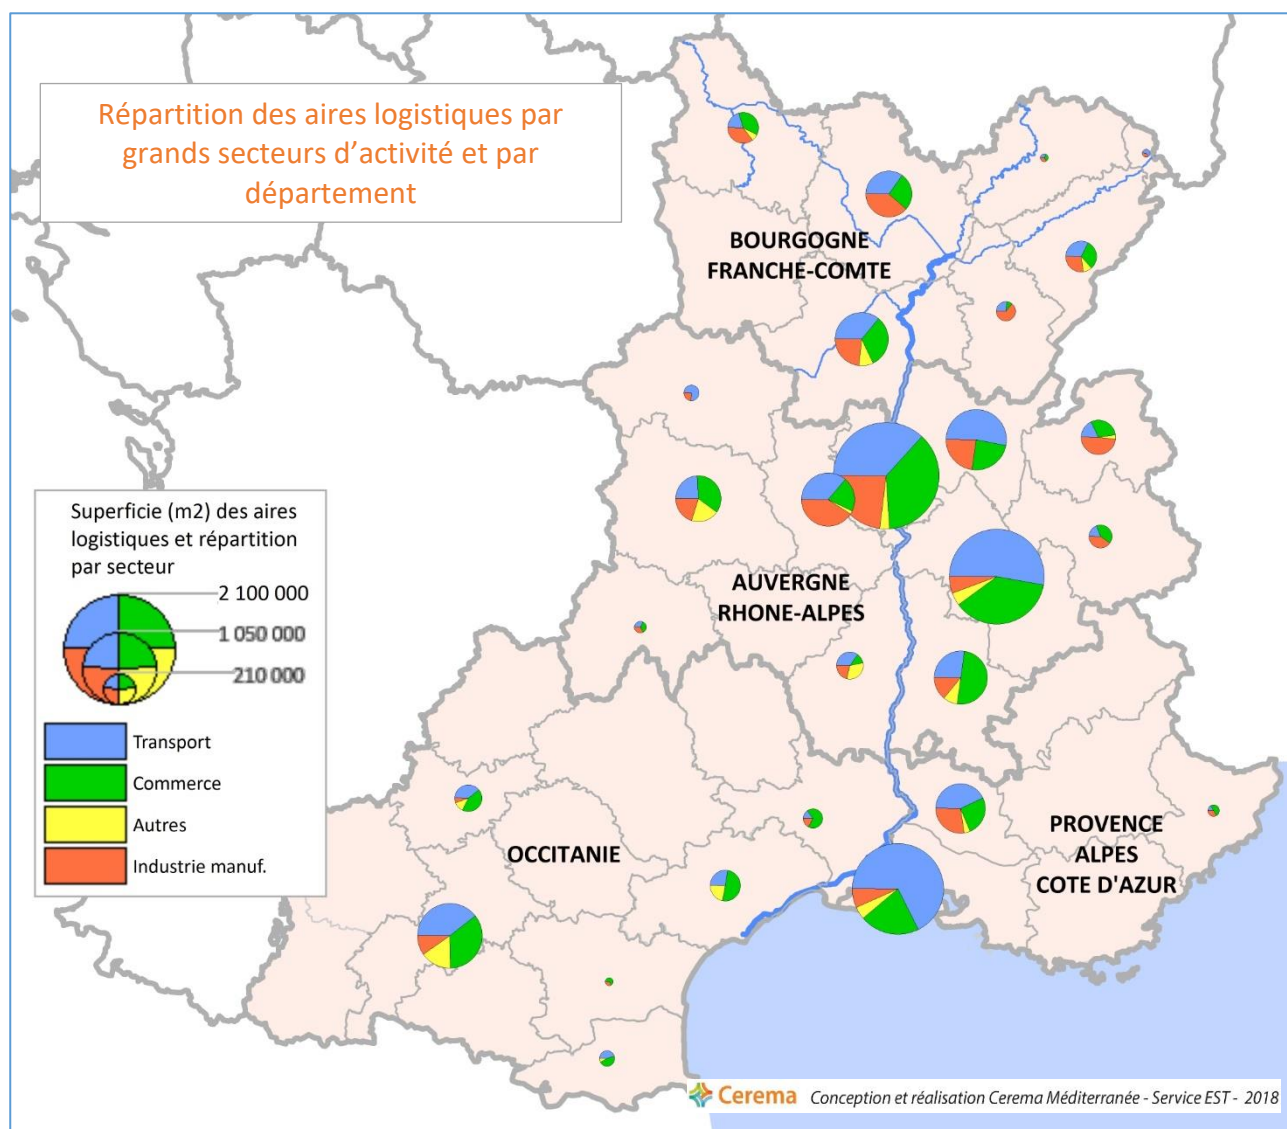 Répartition des aires logistiques par
grands secteurs d’activité et par
département
BOURGOGNE
FRANCHE-COMTE
Superficie (m2) des aires
logistiques et répartition
par secteur
2 100 000
1 050 000
210 000
Transport
Commerce
Autres
Industrie manuf.
AUVERGNE
RHONE-ALPES
OCCITANIE
PROVENCE
ALPES
COTE D'AZUR
Cerema Conception et réalisation Cerema Méditerranée - Service EST - 2018